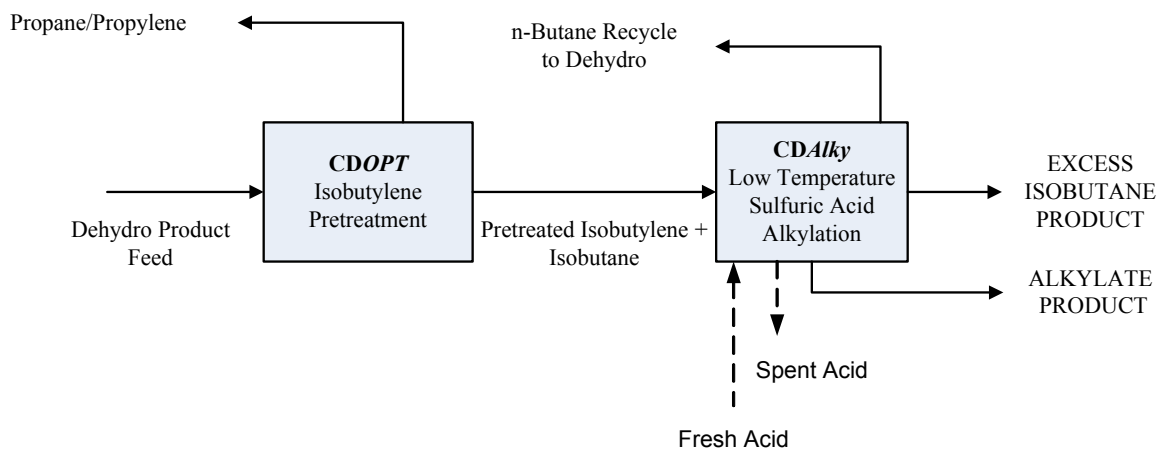 Propane/Propylene
n-Butane Recycle
to Dehydro
CDOPT
Isobutylene
Pretreatment
CDAlky
Low Temperature
Sulfuric Acid
Alkylation
Dehydro Product
Feed
Pretreated Isobutylene +
Isobutane
EXCESS
ISOBUTANE
PRODUCT
ALKYLATE
PRODUCT
Spent Acid
Fresh Acid